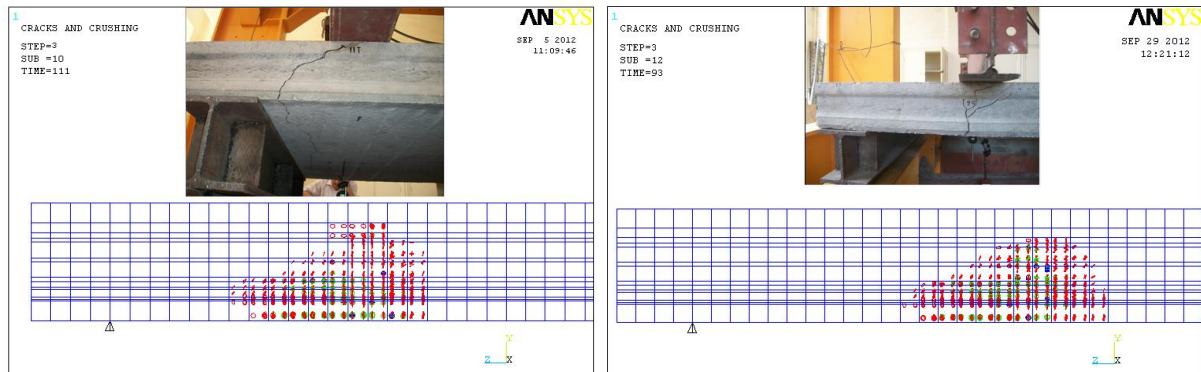 1
CRACKS AND CRUSHING
STEP=3
SUB =10
TIME=111
ANSYS
SEP 5 2012
11:09:46
Y
Z X
1
CRACKS AND CRUSHING
STEP=3
SUB =12
TIME=93
ANSYS
SEP 29 2012
12:21:12
95
Y
Z X